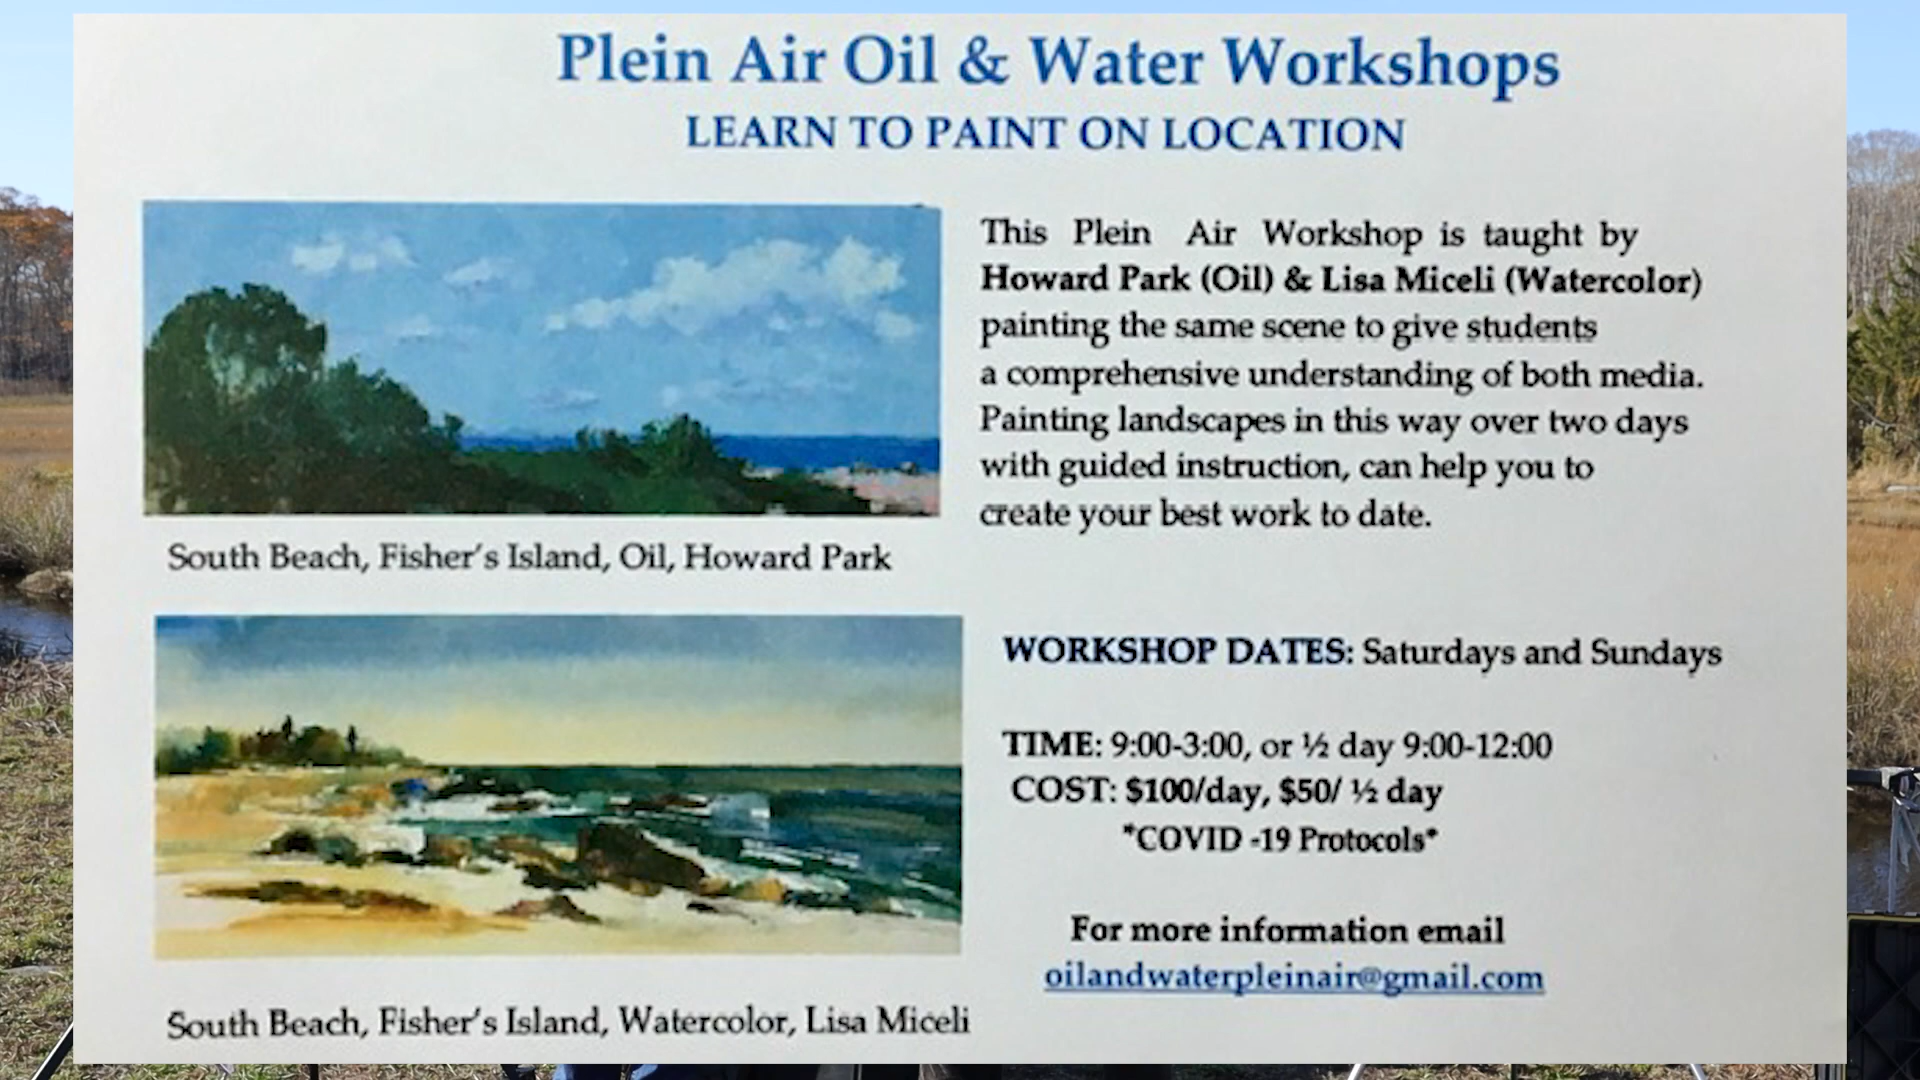 Plein Air Oil & Water Workshops
LEARN TO PAINT ON LOCATION
This Plein Air Workshop is taught by
Howard Park (Oil) & Lisa Miceli (Watercolor)
painting the same scene to give students
a comprehensive understanding of both media.
Painting landscapes in this way over two days
with guided instruction, can help you to
create your best work to date.
South Beach, Fisher's Island, Oil, Howard Park
WORKSHOP DATES: Saturdays and Sundays
TIME: 9:00-3:00, or ½ day 9:00-12:00
COST: $100/day, $50/ ½ day
*COVID -19 Protocols*
For more information email
oilandwaterpleinair@gmail.com
South Beach, Fisher's Island, Watercolor, Lisa Miceli